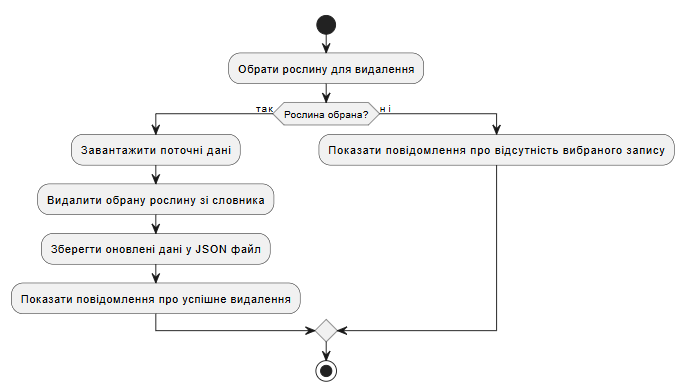 Обрати рослину для видалення
так
Рослина обрана?
ні
Завантажити поточні дані
Показати повідомлення про відсутність вибраного запису
Видалити обрану рослину зі словника
Зберегти оновлені дані у JSON файл
Показати повідомлення про успішне видалення